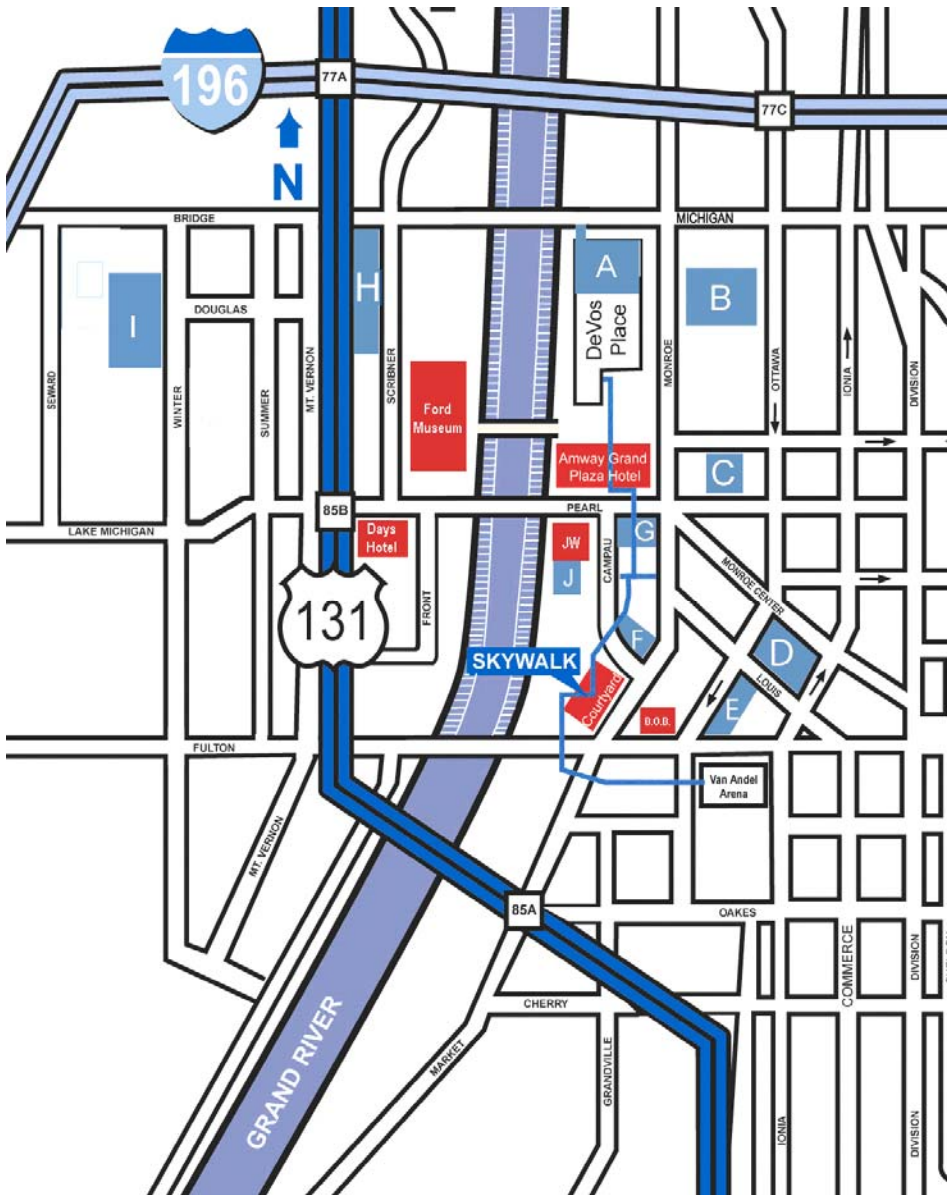 77A
196
77C
N
BRIDGE
MICHIGAN
A
H
B
I
DOUGLAS
DeVos
Place
SEWARD
WINTER
SUMMER
MT. VERNON
SCRIBNER
MONROE
OTTAWA
IONIA
DIVISION
Ford
Museum
Amway Grand
Plaza Hotel
C
85B
PEARL
LAKE MICHIGAN
Days
Hotel
JW
J
CAMPAU
G
MONROE CENTER
131
FRONT
F
D
SKYWALK
LOUIS
Courtyard
E
B.O.B.
FULTON
Van Andel
Arena
MT. VERNON
85A
OAKES
COMMERCE
DIVISION
CHERRY
GRAND RIVER
MARKET
GRANDVILLE
IONIA
DIVISION